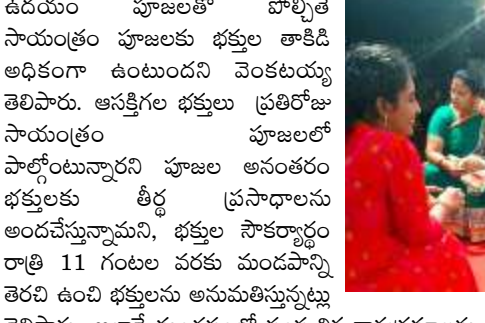 ఉదయం పూజలతో పోల్చితే
సాయంత్రం పూజలకు భక్తుల తాకిడి
అధికంగా ఉంటుందని వెంకటయ్య
తెలిపారు. ఆసక్తిగల భక్తులు ప్రతిరోజు
సాయంత్రం పూజలలో
పాల్గోంటున్నారని పూజల అనంతరం
భక్తులకు తీర్థ ప్రసాధాలను
అందచేస్తున్నామని, భక్తుల సౌకర్యార్థం
రాత్రి 11 గంటల వరకు మండపాన్ని
తెరచి ఉంచి భక్తులను అనుమతిస్తున్నట్లు